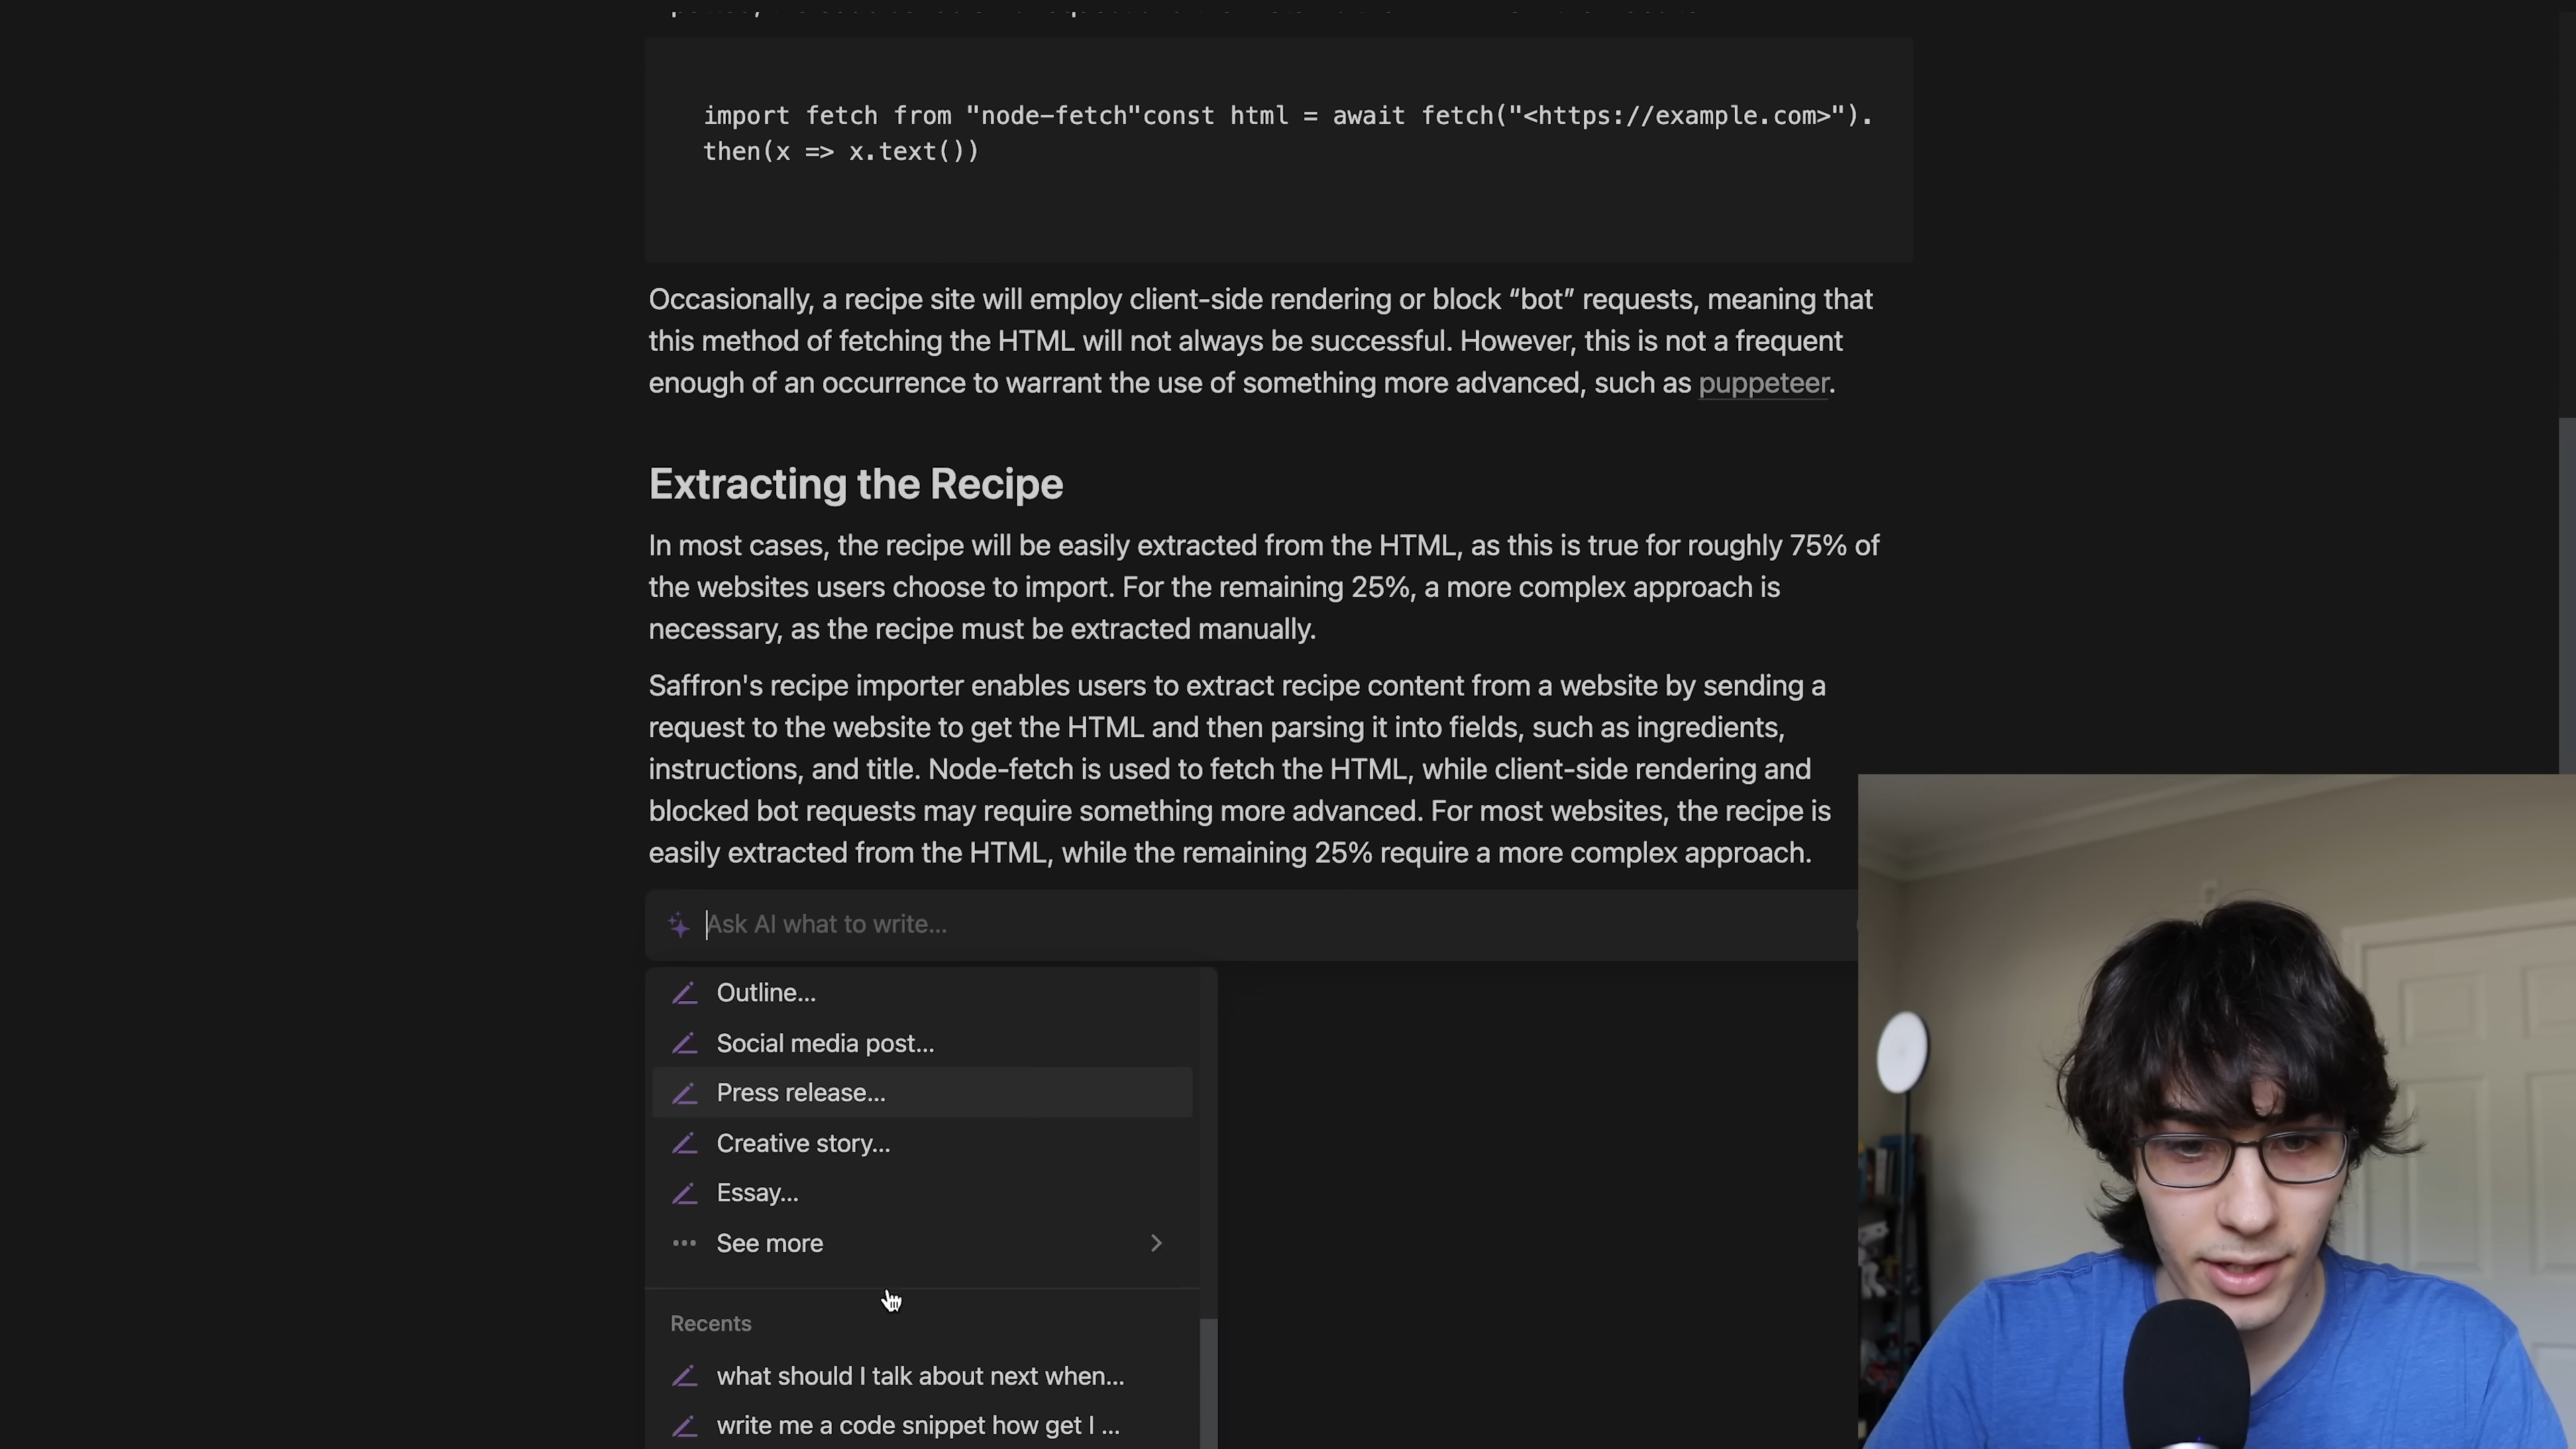 import fetch from "node-fetch"const html = await fetch("<https://example.com>").
then(x => x.text())
Occasionally, a recipe site will employ client-side rendering or block “bot” requests, meaning that
this method of fetching the HTML will not always be successful. However, this is not a frequent
enough of an occurrence to warrant the use of something more advanced, such as puppeteer.
Extracting the Recipe
In most cases, the recipe will be easily extracted from the HTML, as this is true for roughly 75% of
the websites users choose to import. For the remaining 25%, a more complex approach is
necessary, as the recipe must be extracted manually.
Saffron's recipe importer enables users to extract recipe content from a website by sending a
request to the website to get the HTML and then parsing it into fields, such as ingredients,
instructions, and title. Node-fetch is used to fetch the HTML, while client-side rendering and
blocked bot requests may require something more advanced. For most websites, the recipe is
easily extracted from the HTML, while the remaining 25% require a more complex approach.
Ask AI what to write...
Outline...
Social media post...
Press release...
Creative story...
Essay...
See more
Recents
what should I talk about next when...
write me a code snippet how get I ...